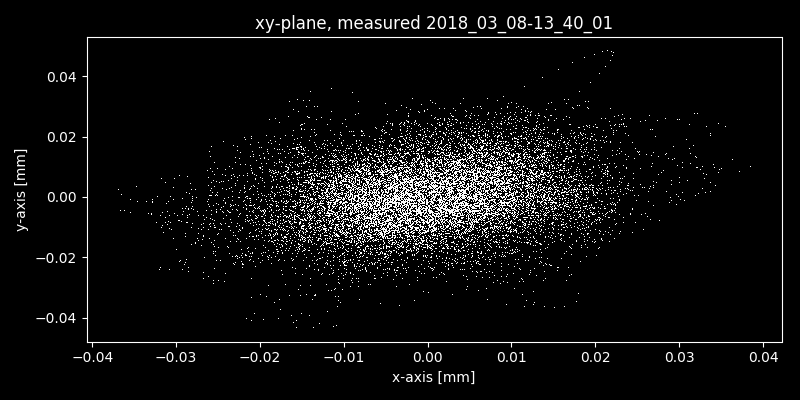 xy-plane, measured 2018_03_08-13_40_01
0.04
0.02
0.00
−0.02
−0.04
y-axis [mm]
−0.04 −0.03 −0.02 −0.01 0.00 0.01 0.02 0.03 0.04
x-axis [mm]